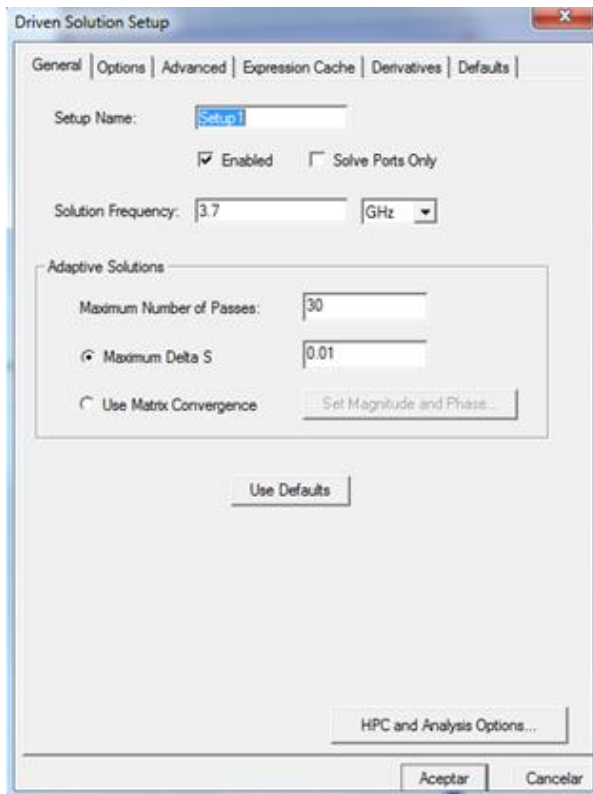 Driven Solution Setup
General Options Advanced Expression Cache Derivatives Defaults
Setup Name: Setup1
Enabled Solve Ports Only
Solution Frequency: 3.7 GHz
Adaptive Solutions
Maximum Number of Passes: 30
Maximum Delta S 0.01
Use Matrix Convergence Set Magnitude and Phase...
Use Defaults
HPC and Analysis Options...
Aceptar Cancelar